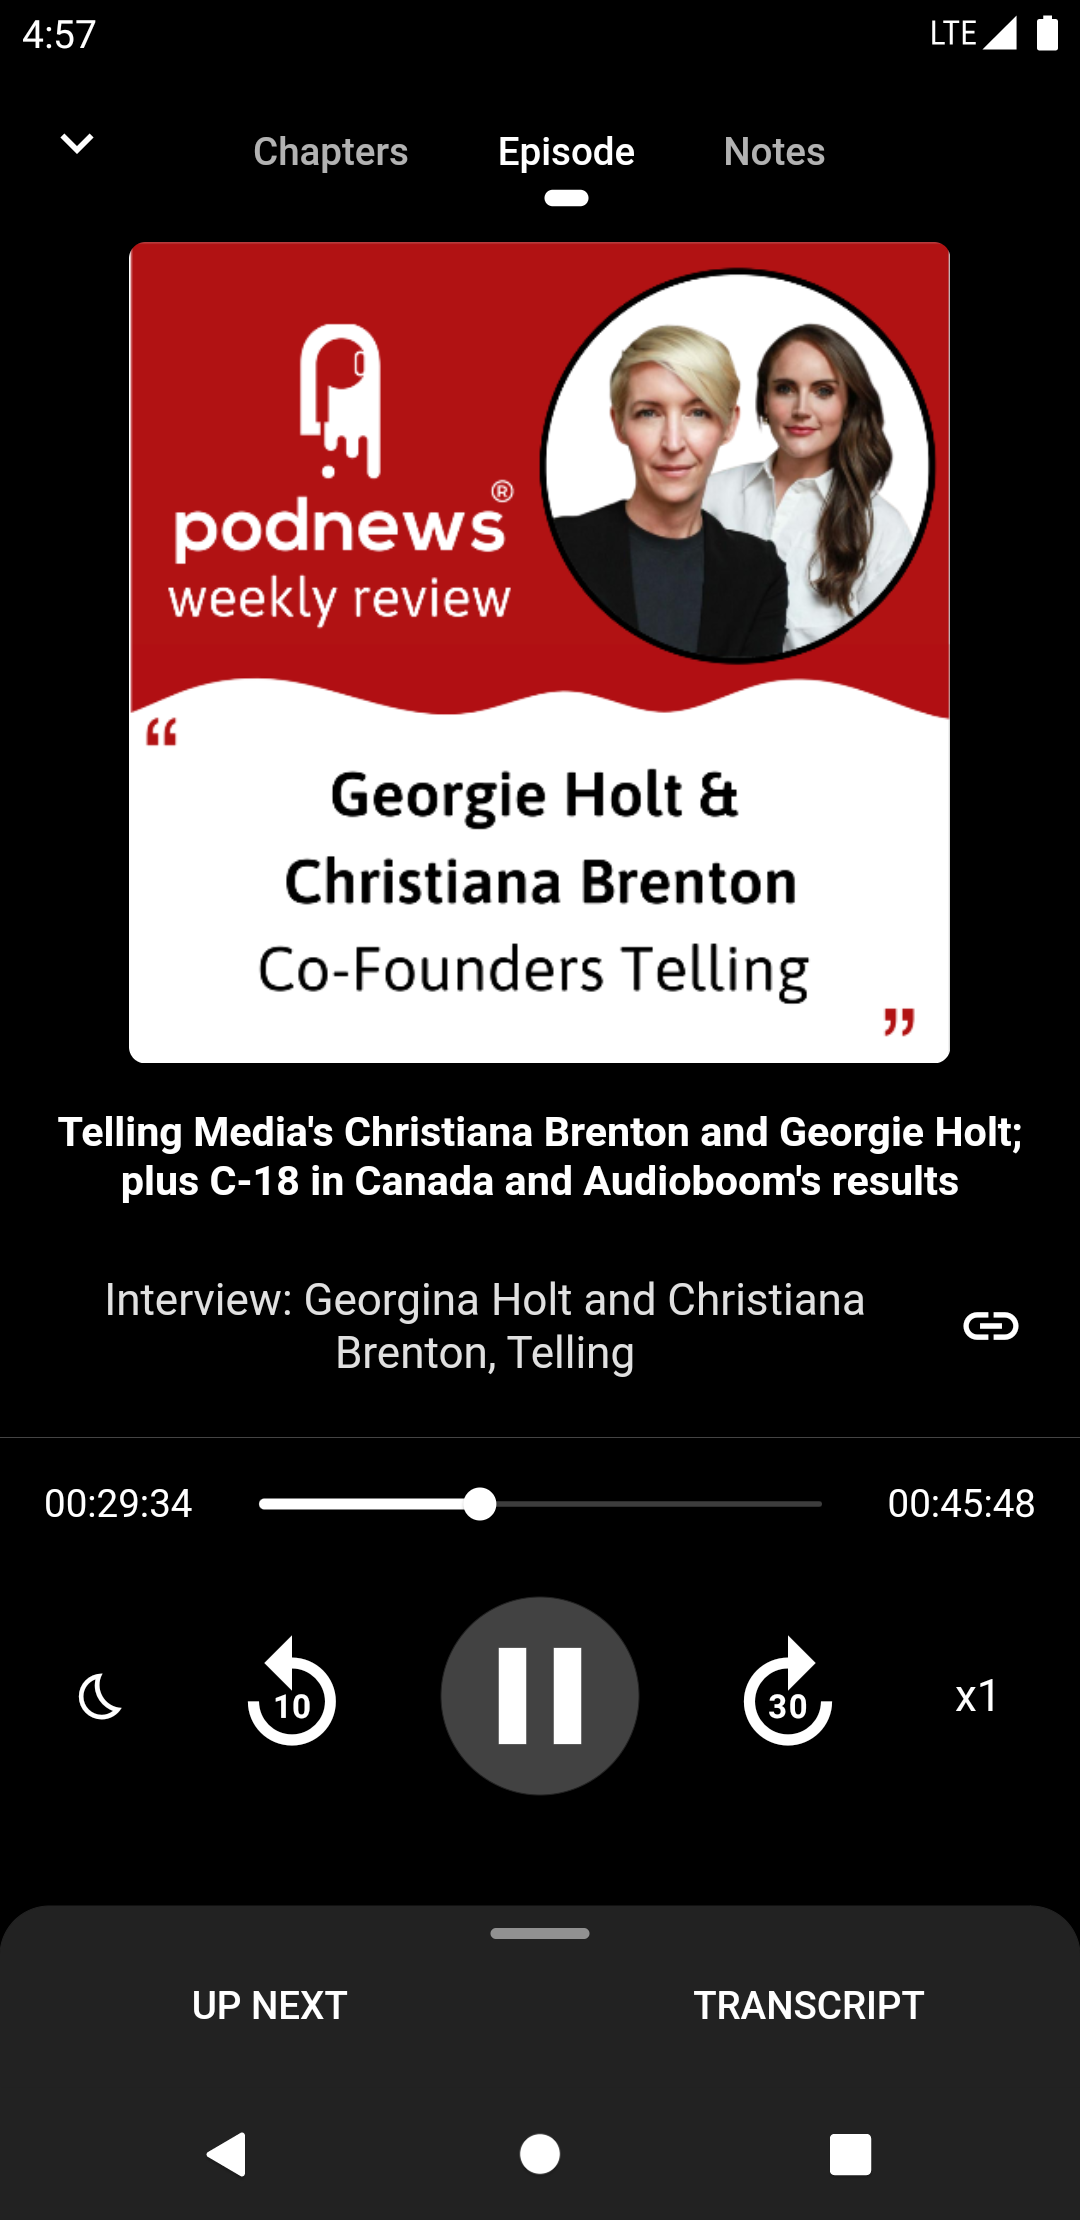 4:57
LTE
Chapters
Episode
Notes
podnews®
weekly review
“
Georgie Holt &
Christiana Brenton
Co-Founders Telling
”
Telling Media's Christiana Brenton and Georgie Holt;
plus C-18 in Canada and Audioboom's results
Interview: Georgina Holt and Christiana
Brenton, Telling
00:29:34
00:45:48
10
30
x1
UP NEXT
TRANSCRIPT